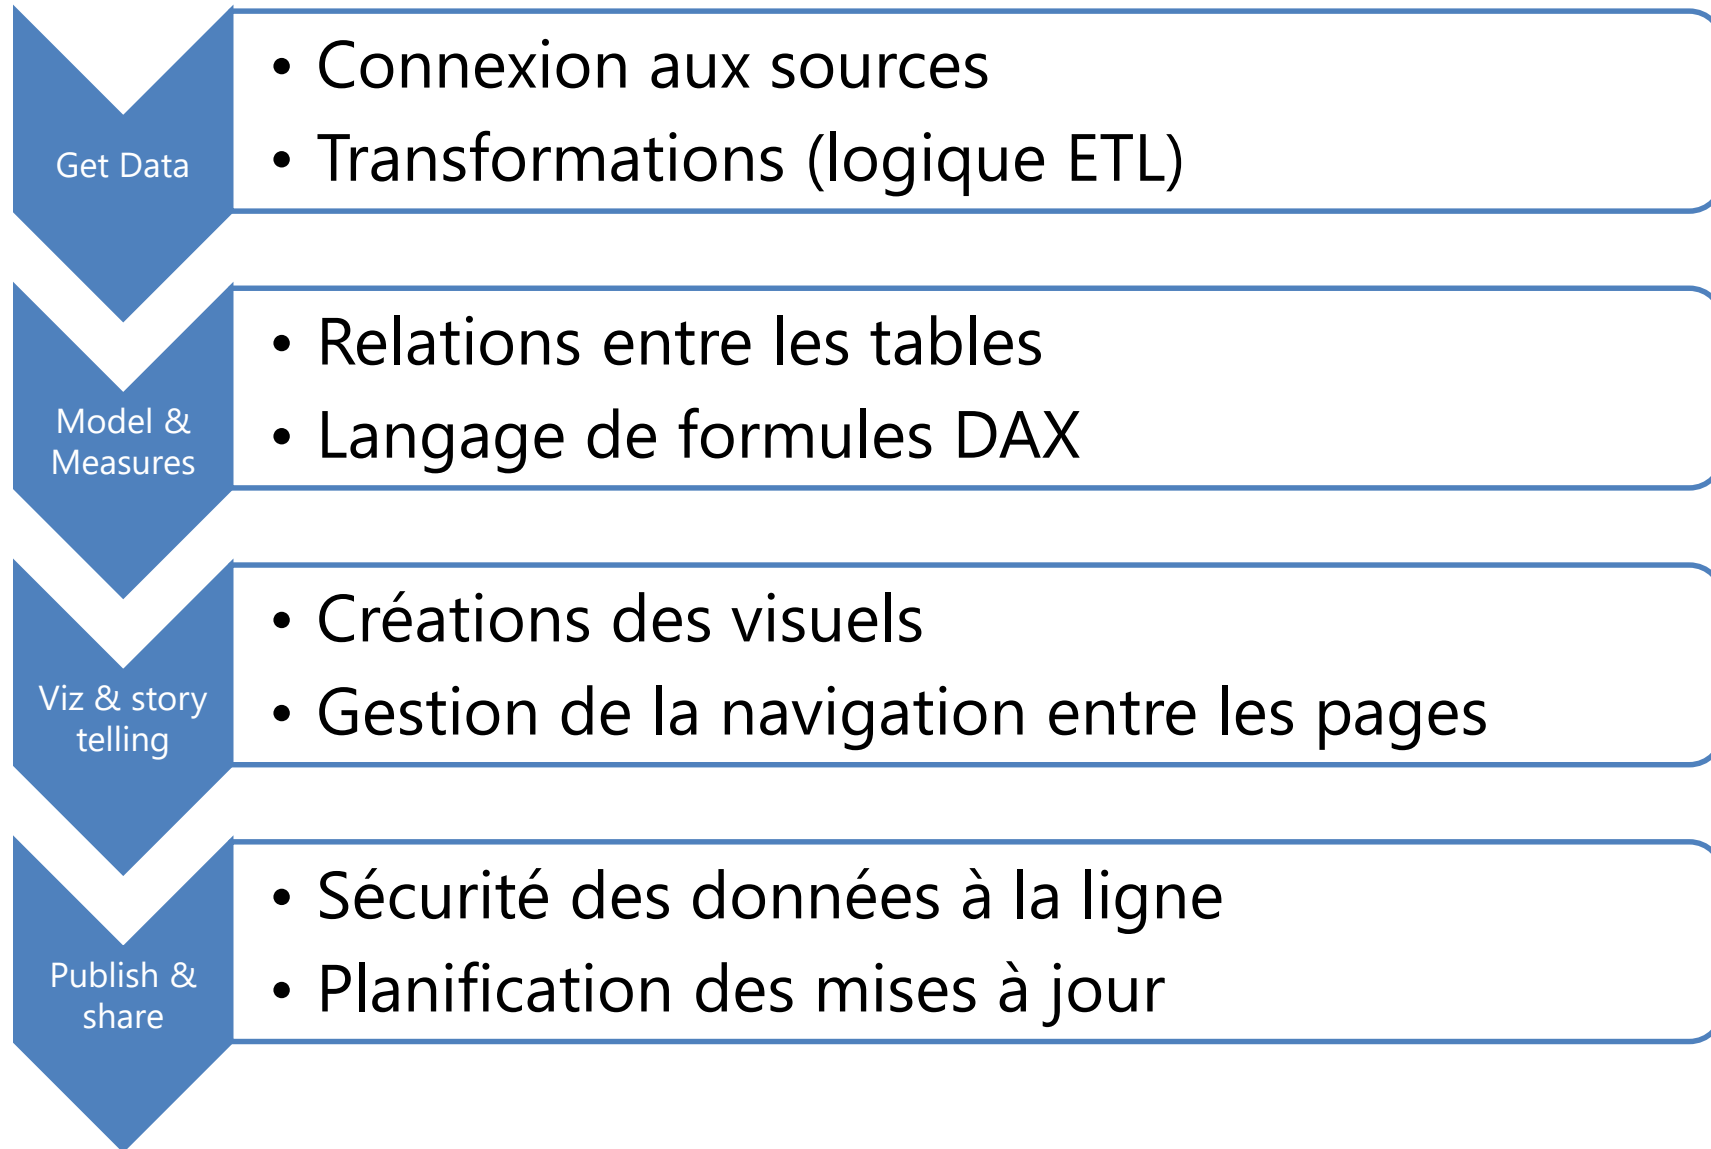 Get Data
• Connexion aux sources
• Transformations (logique ETL)
Model &
Measures
• Relations entre les tables
• Langage de formules DAX
Viz & story
telling
• Créations des visuels
• Gestion de la navigation entre les pages
Publish &
share
• Sécurité des données à la ligne
• Planification des mises à jour